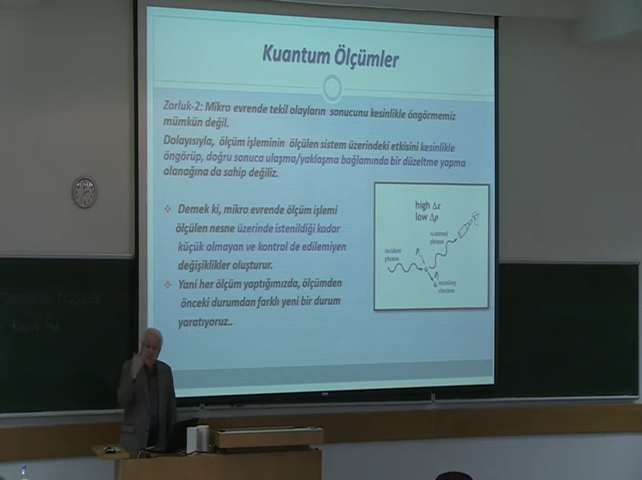 Kuantum Ölçümler
Zorluk-2: Mikro evrende tekil olayların sonucunu kesinlikle öngörmemiz
mümkün değil.
Dolayısıyla, ölçüm işleminin ölçülen sistem üzerindeki etkisini kesinlikle
öngörüp, doğru sonuca ulaşma/yaklaşma bağlamında bir düzeltme yapma
olanağına da sahip değiliz.
Demek ki, mikro evrende ölçüm işlemi
ölçülen nesne üzerinde istenildiği kadar
küçük olmayan ve kontrol de edilemiyen
değişiklikler oluşturur.
Yani her ölçüm yaptığımızda, ölçümden
önceki durumdan farklı yeni bir durum
yaratıyoruz..
high Δx
low Δp
scattered
photon
incident
photon
recoiling
electron